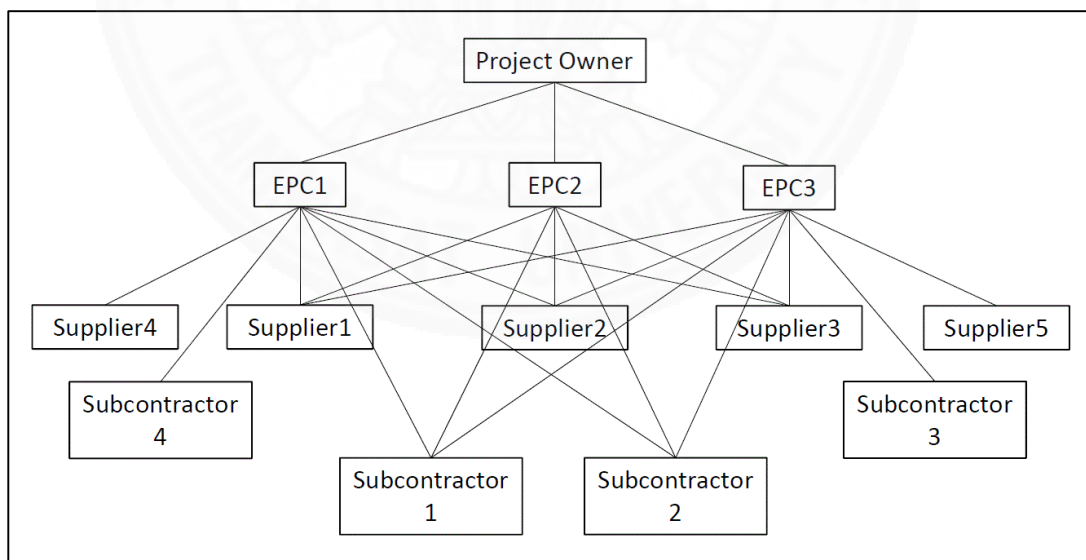 Project Owner
EPC1
EPC2
EPC3
Supplier4
Supplier1
Supplier2
Supplier3
Supplier5
Subcontractor
4
Subcontractor
3
Subcontractor
1
Subcontractor
2